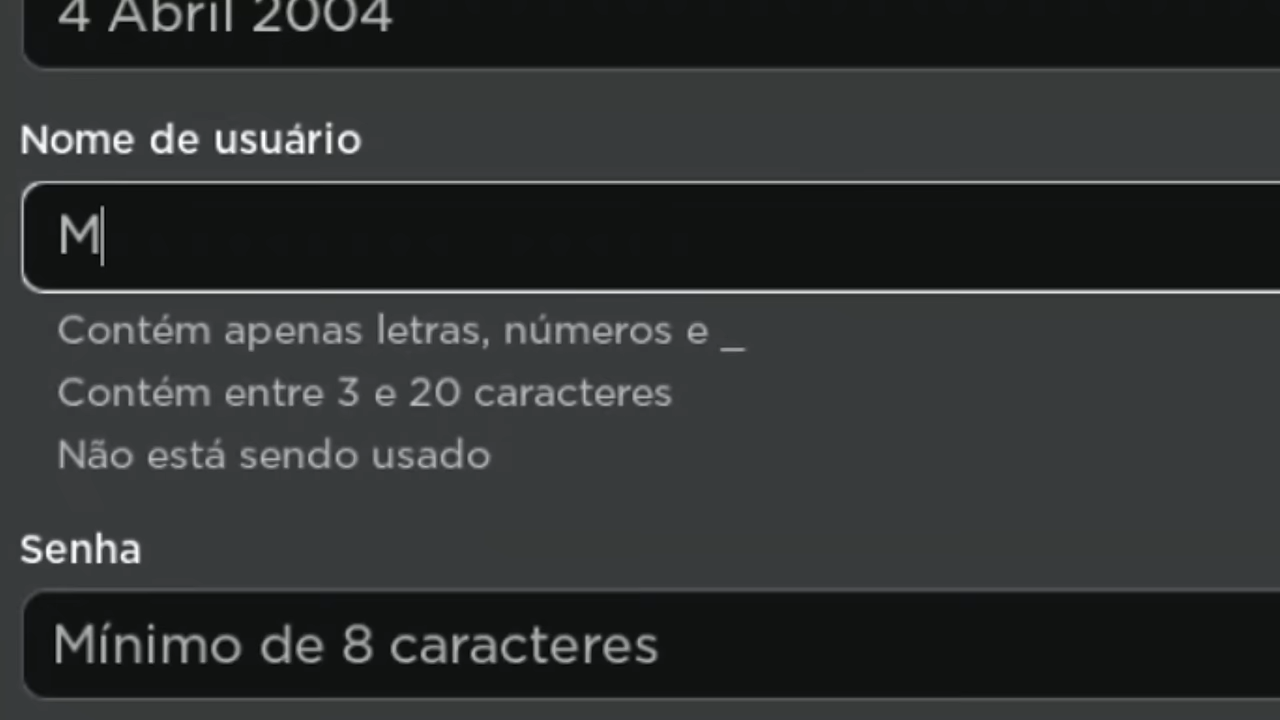 4 Abril 2004
Nome de usuário
M
Contém apenas letras, números e _
Contém entre 3 e 20 caracteres
Não está sendo usado
Senha
Mínimo de 8 caracteres